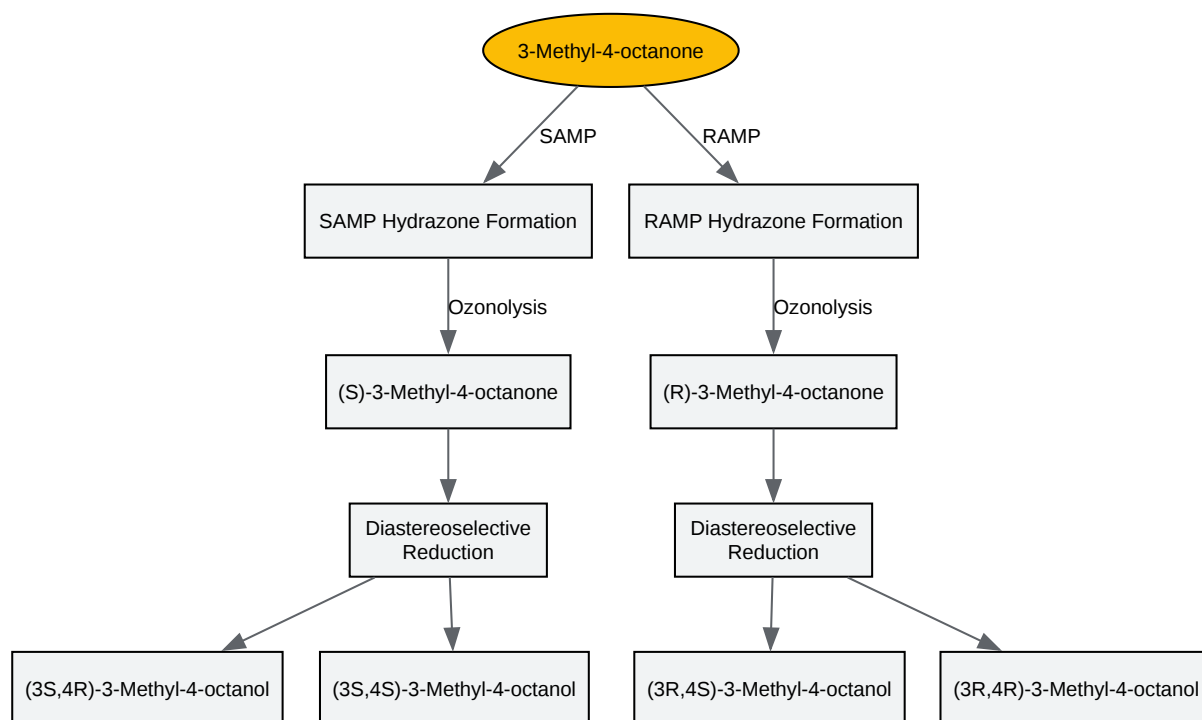 3-Methyl-4-octanone
SAMP
RAMP
SAMP Hydrazone Formation
RAMP Hydrazone Formation
Ozonolysis
Ozonolysis
(S)-3-Methyl-4-octanone
(R)-3-Methyl-4-octanone
Diastereoselective
Reduction
Diastereoselective
Reduction
(3S,4R)-3-Methyl-4-octanol
(3S,4S)-3-Methyl-4-octanol
(3R,4S)-3-Methyl-4-octanol
(3R,4R)-3-Methyl-4-octanol